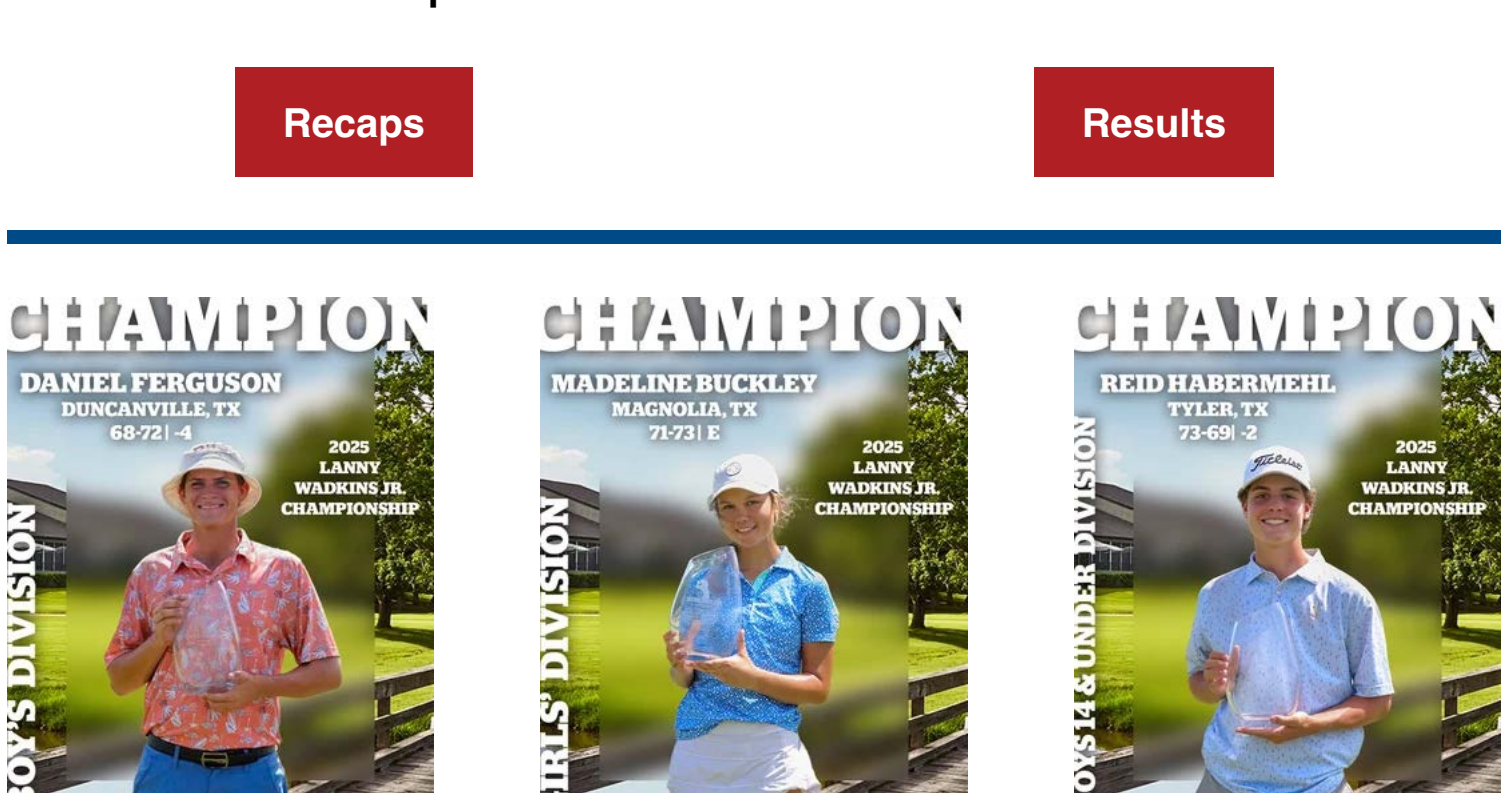 Recaps
Results
CHAMPION
DANIEL FERGUSON
DUNCANVILLE, TX
68-72| -4
2025
LANNY
WADKINS JR.
CHAMPIONSHIP
BOY'S DIVISION
CHAMPION
MADELINE BUCKLEY
MAGNOLIA, TX
71-73| E
2025
LANNY
WADKINS JR.
CHAMPIONSHIP
GIRLS' DIVISION
CHAMPION
REID HABERMEHL
TYLER, TX
73-69| -2
Titleist
2025
LANNY
WADKINS JR.
CHAMPIONSHIP
BOYS 14 & UNDER DIVISION